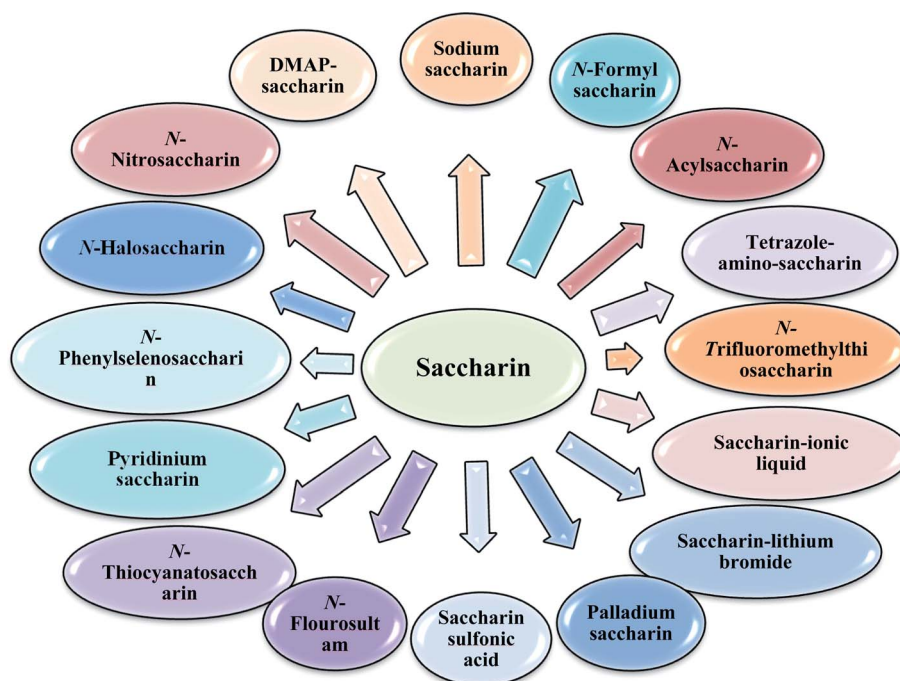 Sodium
saccharin
N-Formyl
saccharin
N-
Acylsaccharin
Tetrazole-
amino-saccharin
N-
Trifluoromethylthi
osaccharin
Saccharin-ionic
liquid
Saccharin-lithium
bromide
Palladium
saccharin
Saccharin
sulfonic
acid
N-
Flourosult
am
N-
Thiocyanatosacch
arin
Pyridinium
saccharin
N-
Phenylselenosacchari
n
N-Halosaccharin
N-
Nitrosaccharin
DMAP-
saccharin
Saccharin